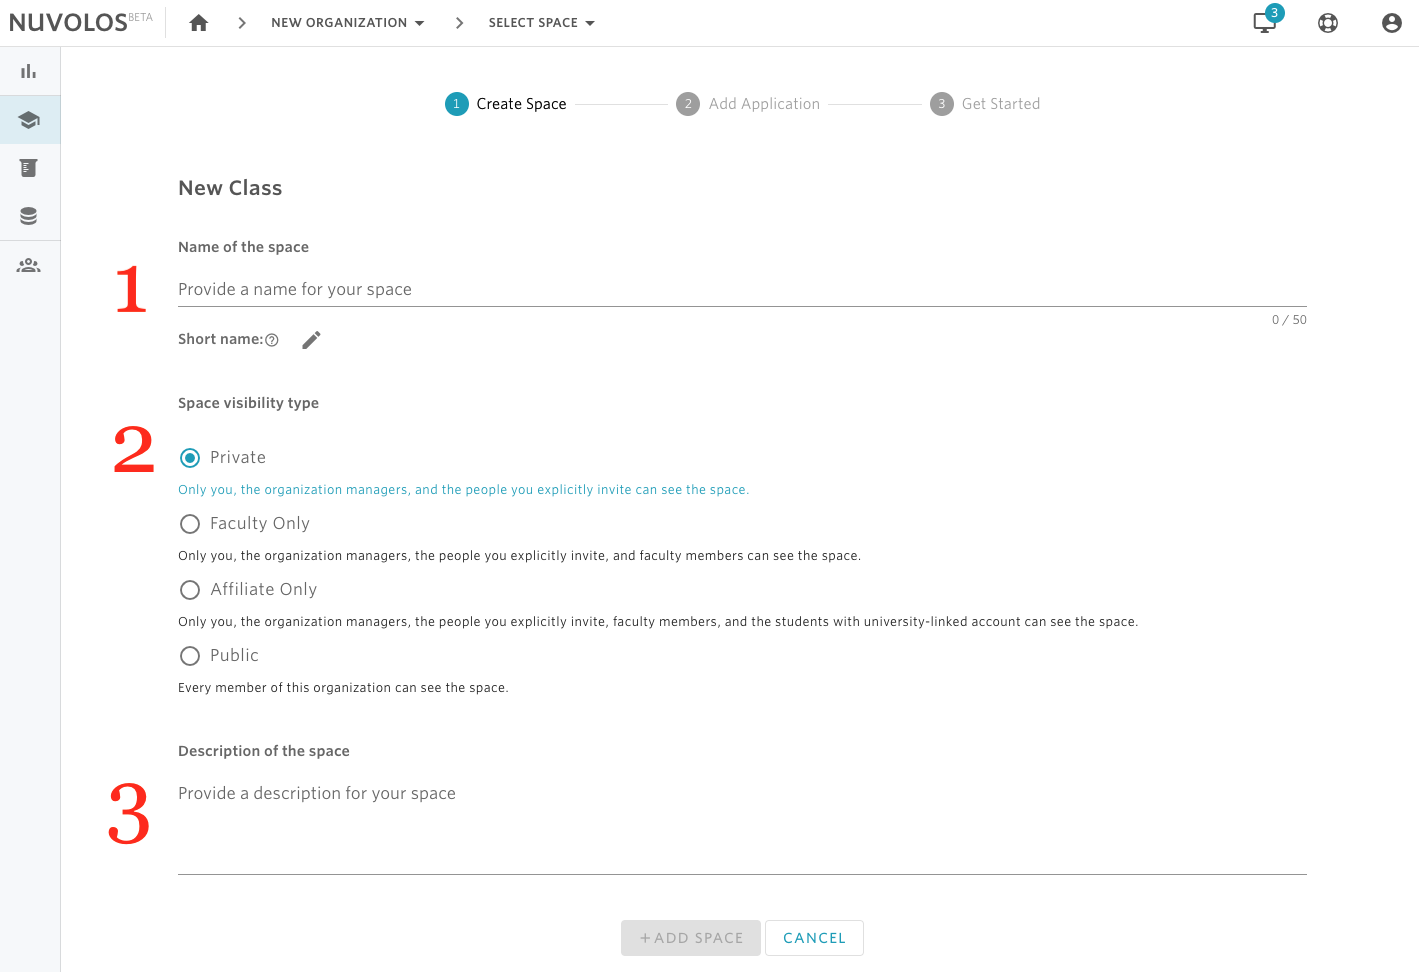 NUVOLOS BETA
NEW ORGANIZATION
SELECT SPACE
3
1 Create Space
2 Add Application
3 Get Started
New Class
Name of the space
1
Provide a name for your space
0 / 50
Short name:
Space visibility type
2
Private
Only you, the organization managers, and the people you explicitly invite can see the space.
Faculty Only
Only you, the organization managers, the people you explicitly invite, and faculty members can see the space.
Affiliate Only
Only you, the organization managers, the people you explicitly invite, faculty members, and the students with university-linked account can see the space.
Public
Every member of this organization can see the space.
Description of the space
3
Provide a description for your space
+ADD SPACE
CANCEL